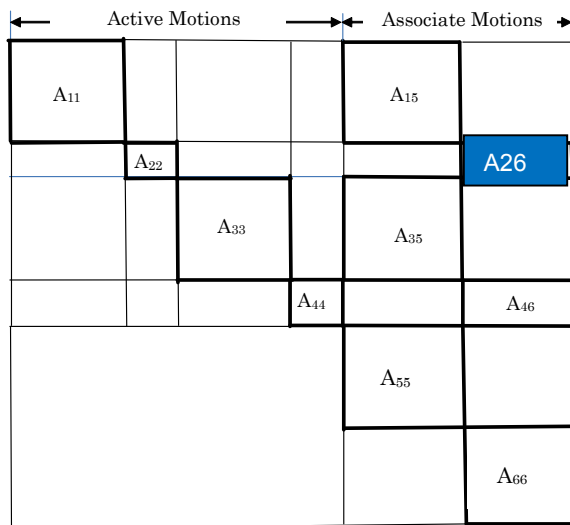 Active Motions Associate Motions
A₁₁ A₁₅
A₂₂ A26
A₃₃ A₃₅
A₄₄ A₄₆
A₅₅
A₆₆